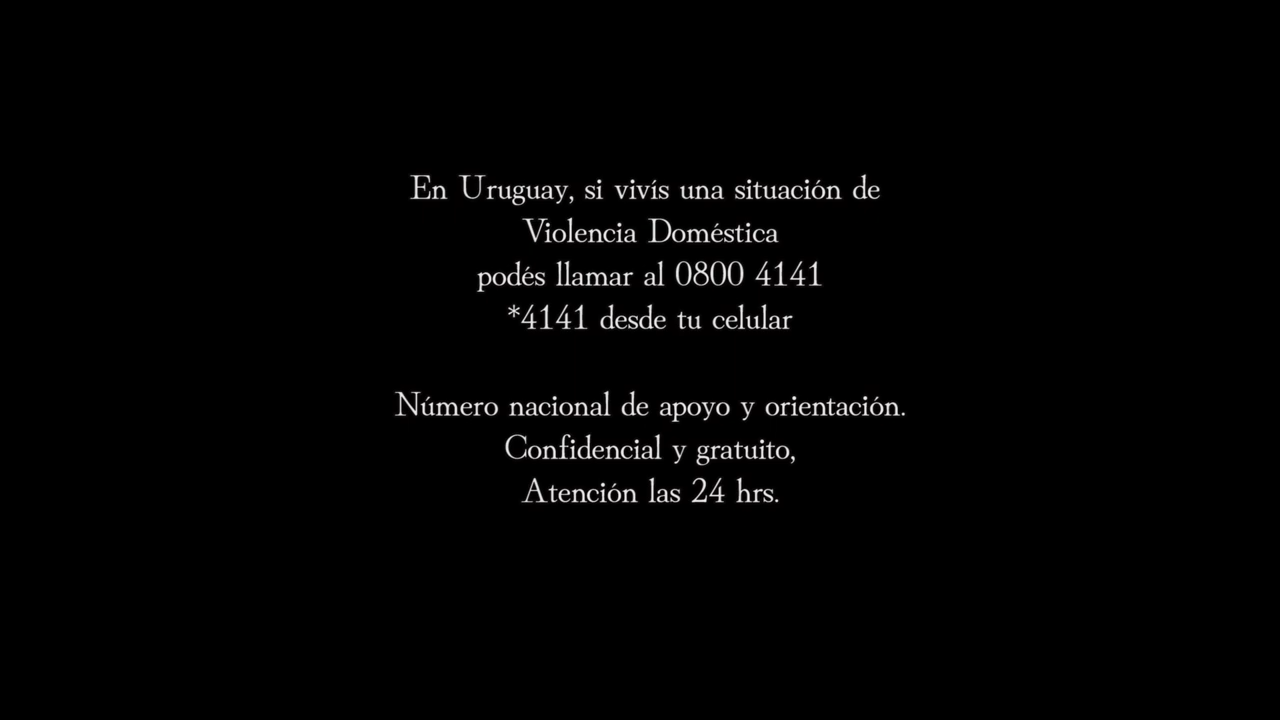 En Uruguay, si vivís una situación de
Violencia Doméstica
podés llamar al 0800 4141
*4141 desde tu celular
Número nacional de apoyo y orientación.
Confidencial y gratuito,
Atención las 24 hrs.